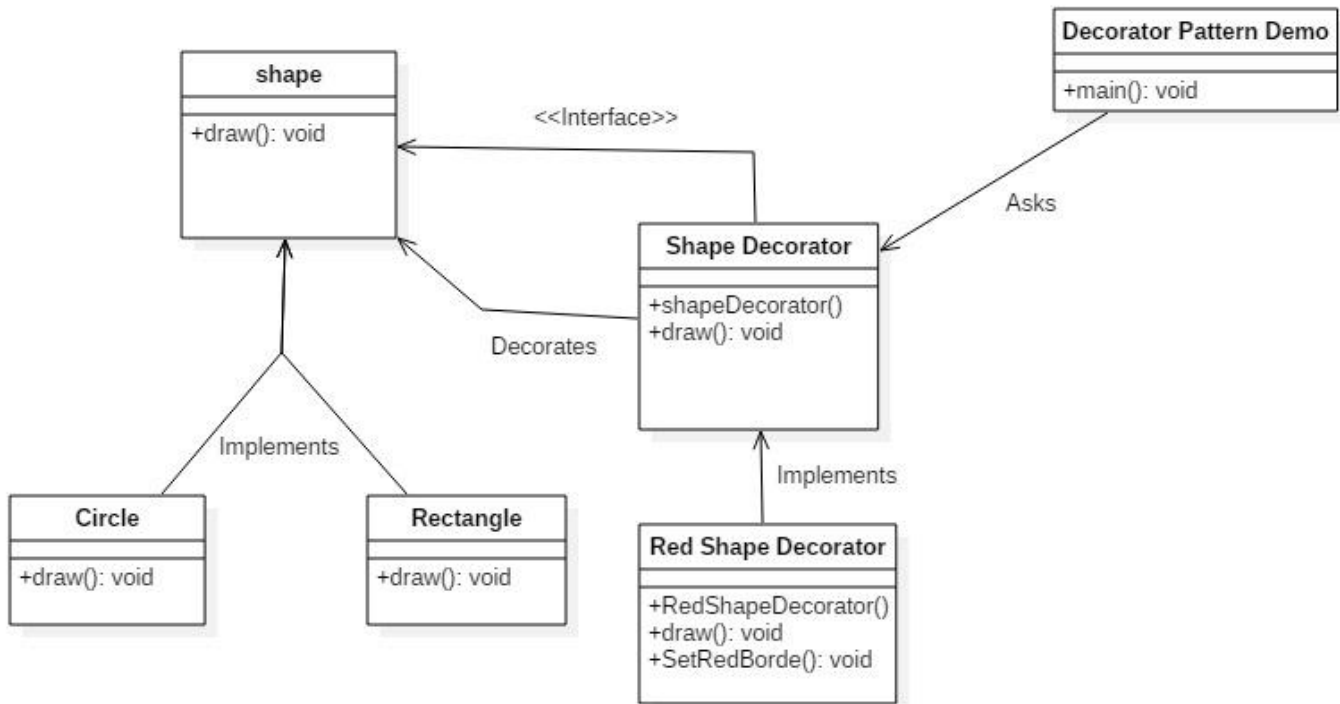 Decorator Pattern Demo
+main(): void
shape
+draw(): void
<<Interface>>
Asks
Shape Decorator
+shapeDecorator()
+draw(): void
Decorates
Implements
Implements
Circle
+draw(): void
Rectangle
+draw(): void
Red Shape Decorator
+RedShapeDecorator()
+draw(): void
+SetRedBorde(): void